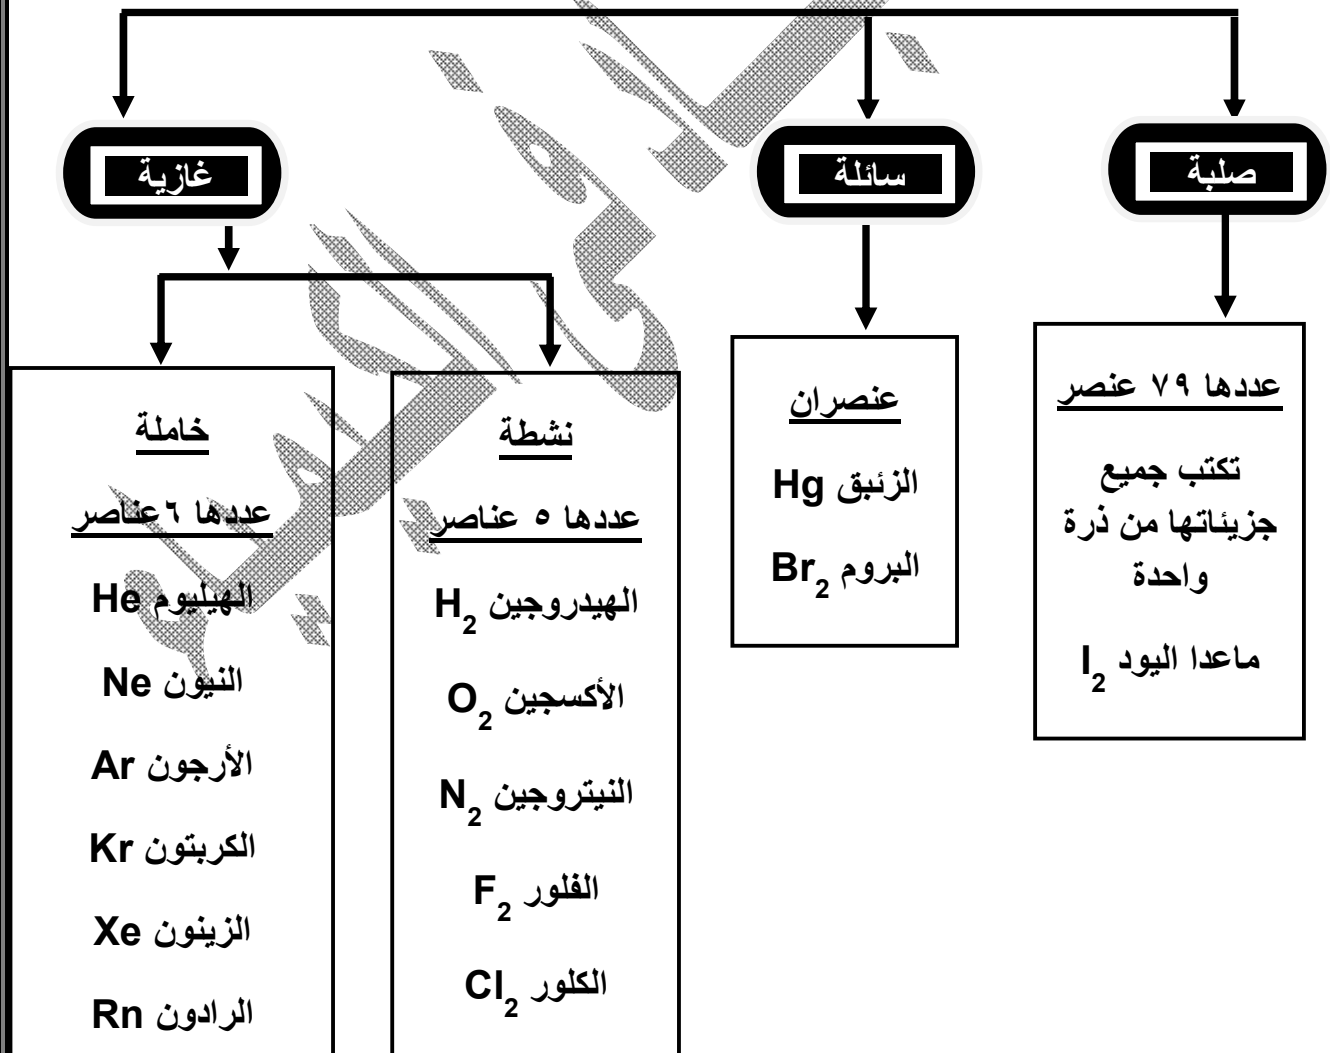 صلبة
سائلة
غازية
عددها ٧٩ عنصر
تكتب جميع
جزيئاتها من ذرة
واحدة
ماعدا اليود I₂
عنصران
الزئبق Hg
البروم Br₂
نشطة
عددها ٥ عناصر
الهيدروجين H₂
الأكسجين O₂
النيتروجين N₂
الفلور F₂
الكلور Cl₂
خاملة
عددها ٦عناصر
الهيليوم He
النيون Ne
الأرجون Ar
الكربتون Kr
الزينون Xe
الرادون Rn